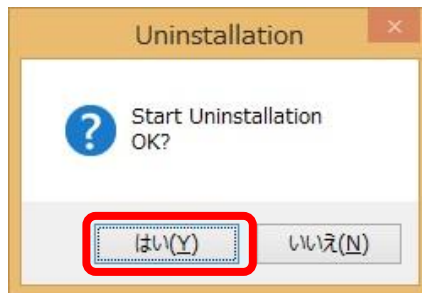 Uninstallation
Start Uninstallation
OK?
はい(Y)
いいえ(N)